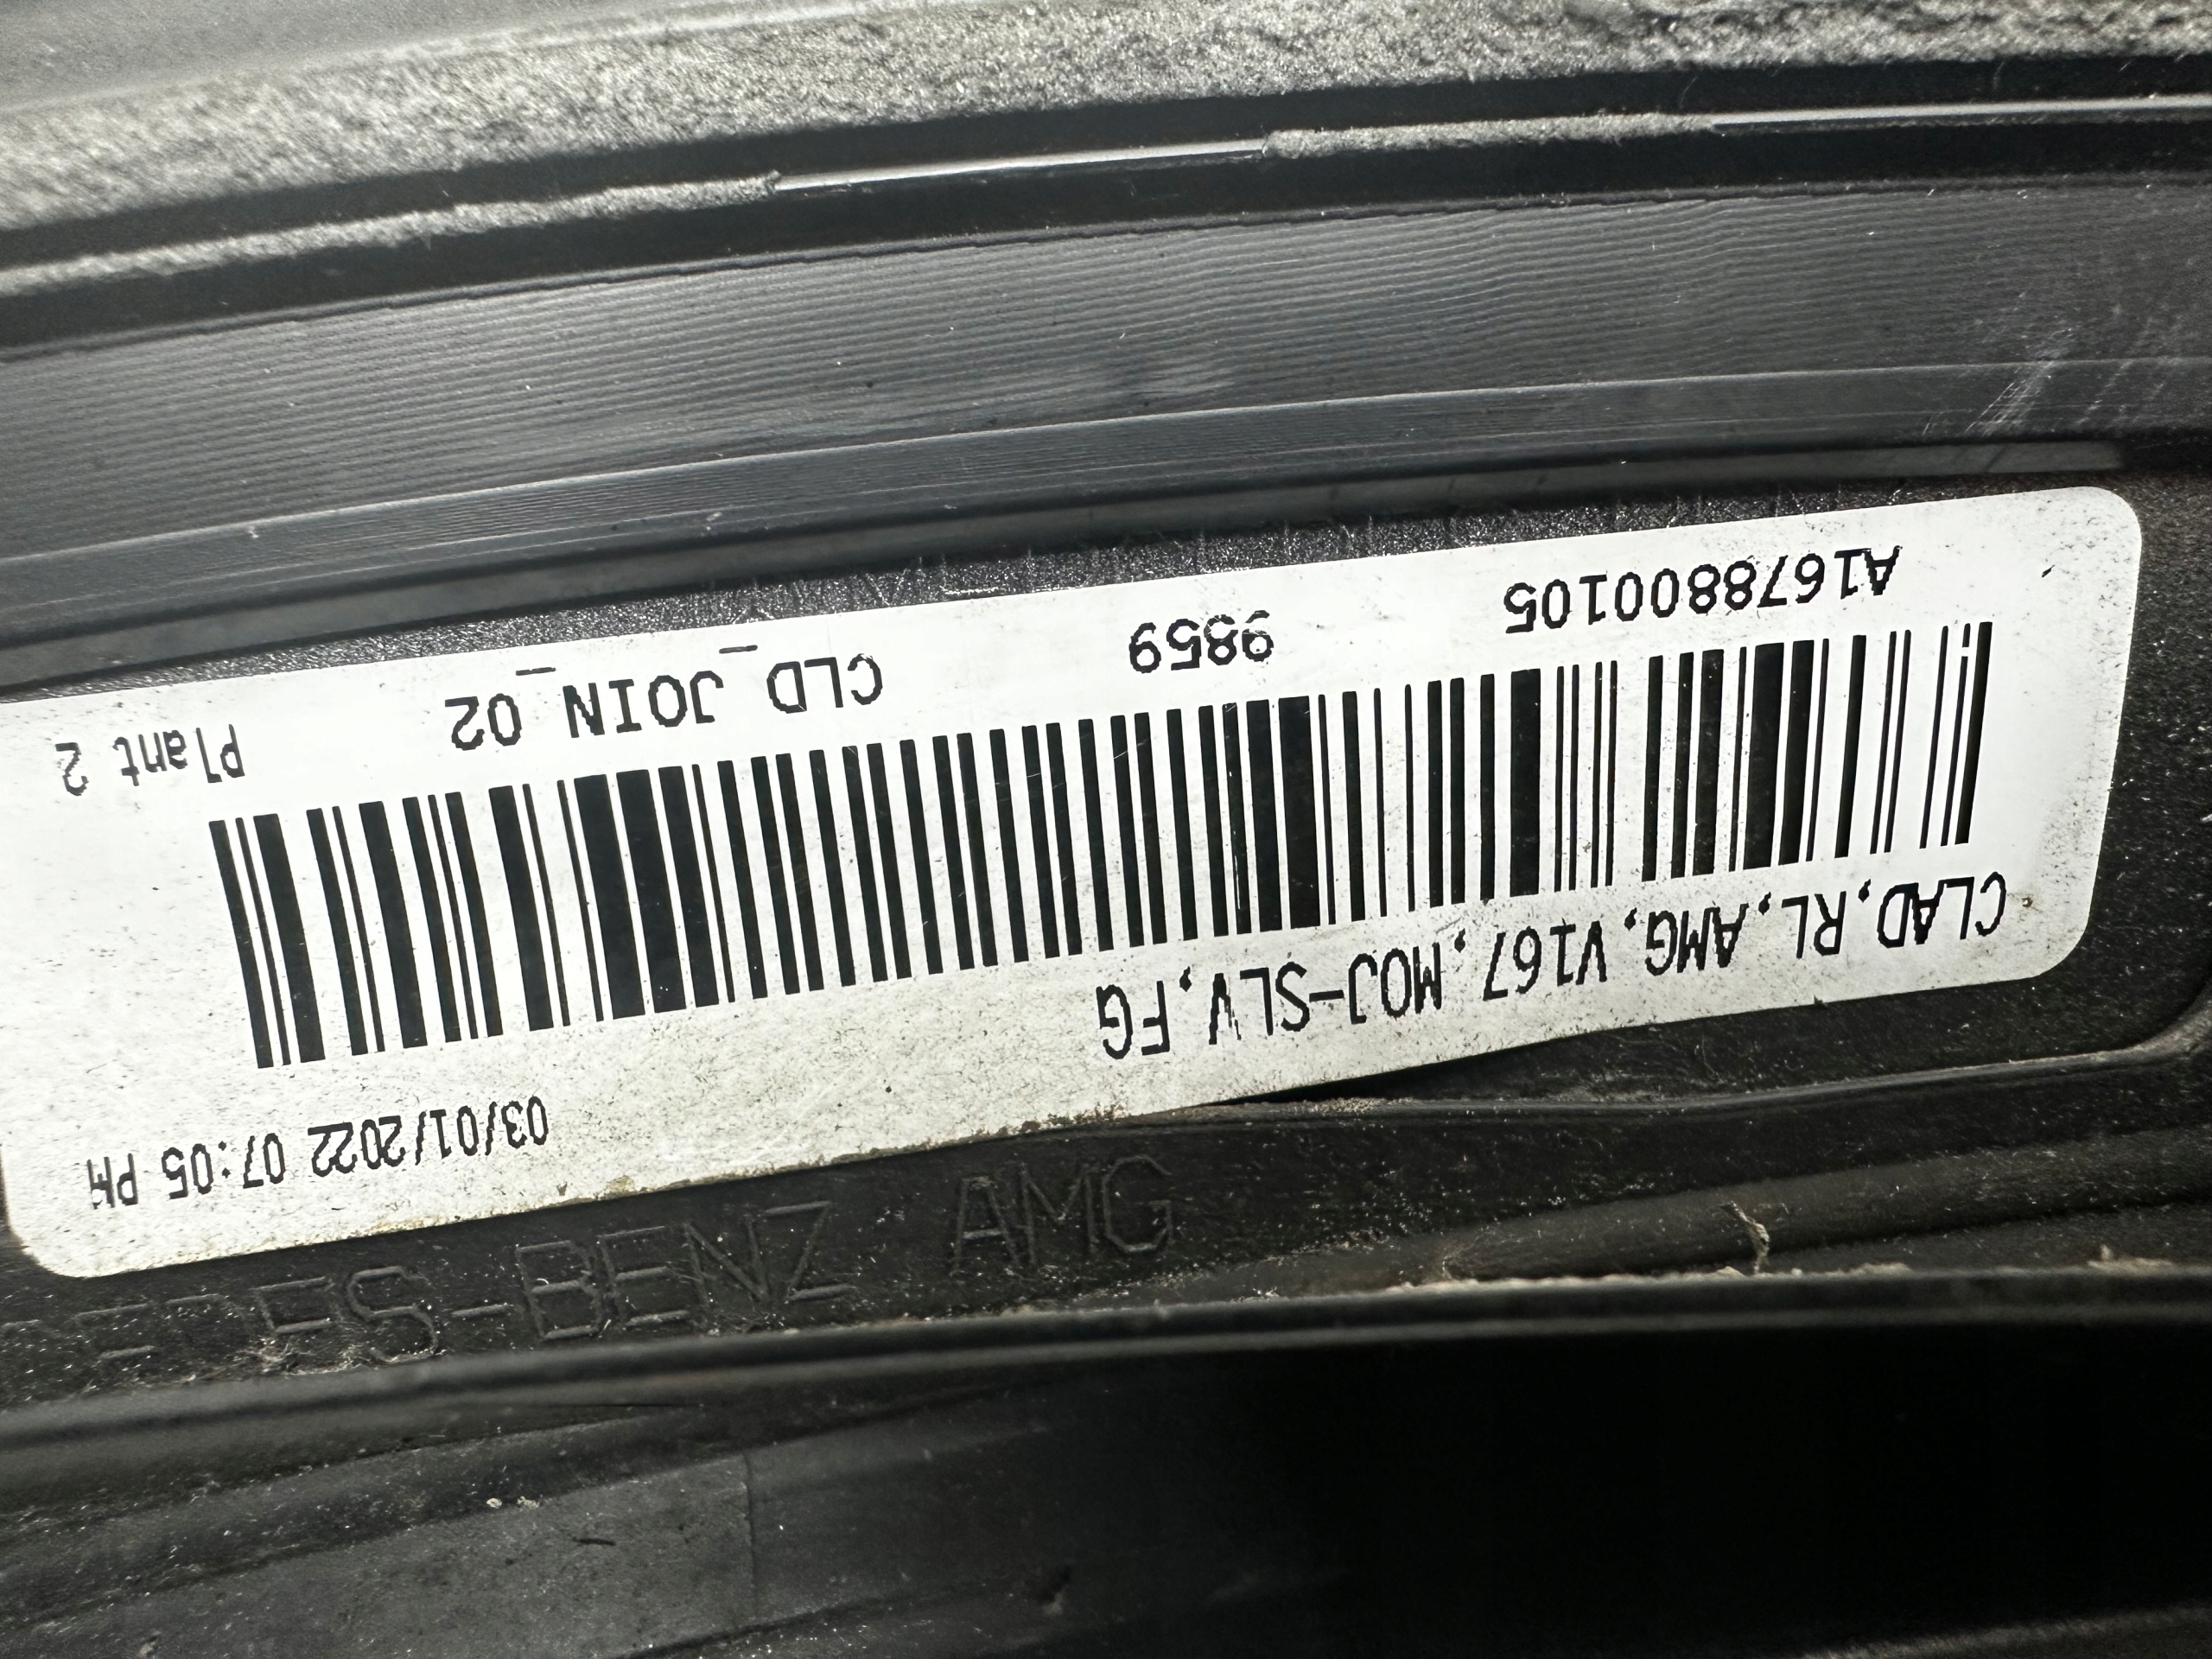 CLAD,RL,AMG,V167,MOJ-SLV,FG
03/01/2022 07:05 PM
A1678800105 9859 CLD_JOIN_02 Plant 2
EDES-BENZ AMG